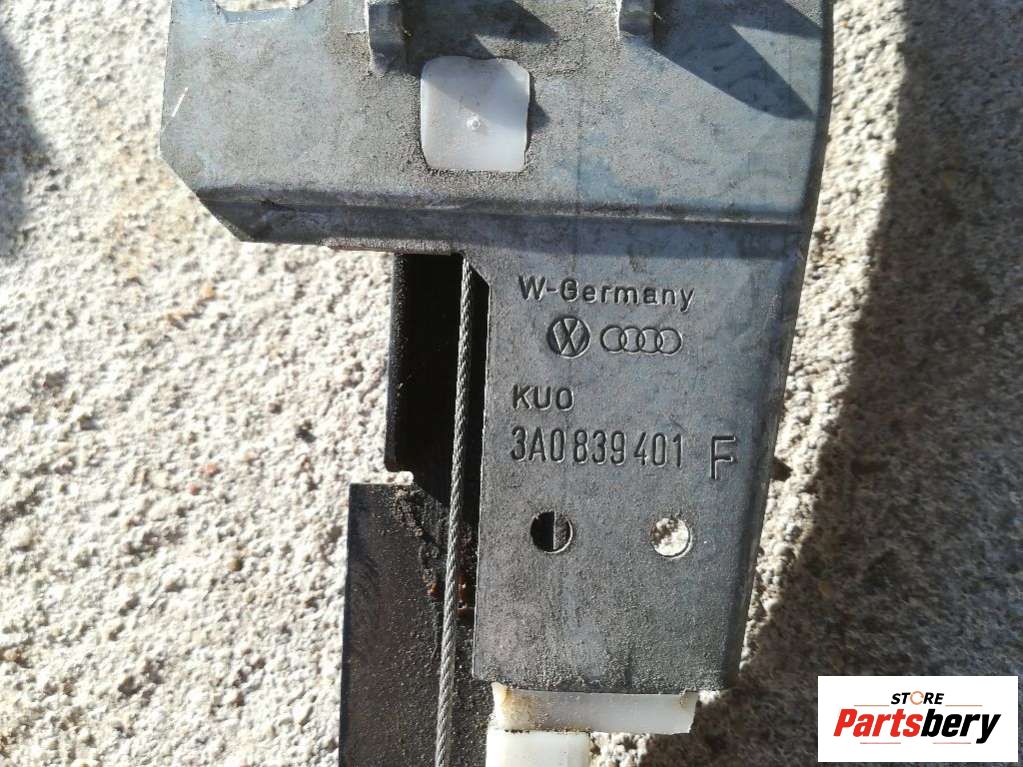 W-Germany
KUO
3A0 839 401 F
STORE
Partsbery